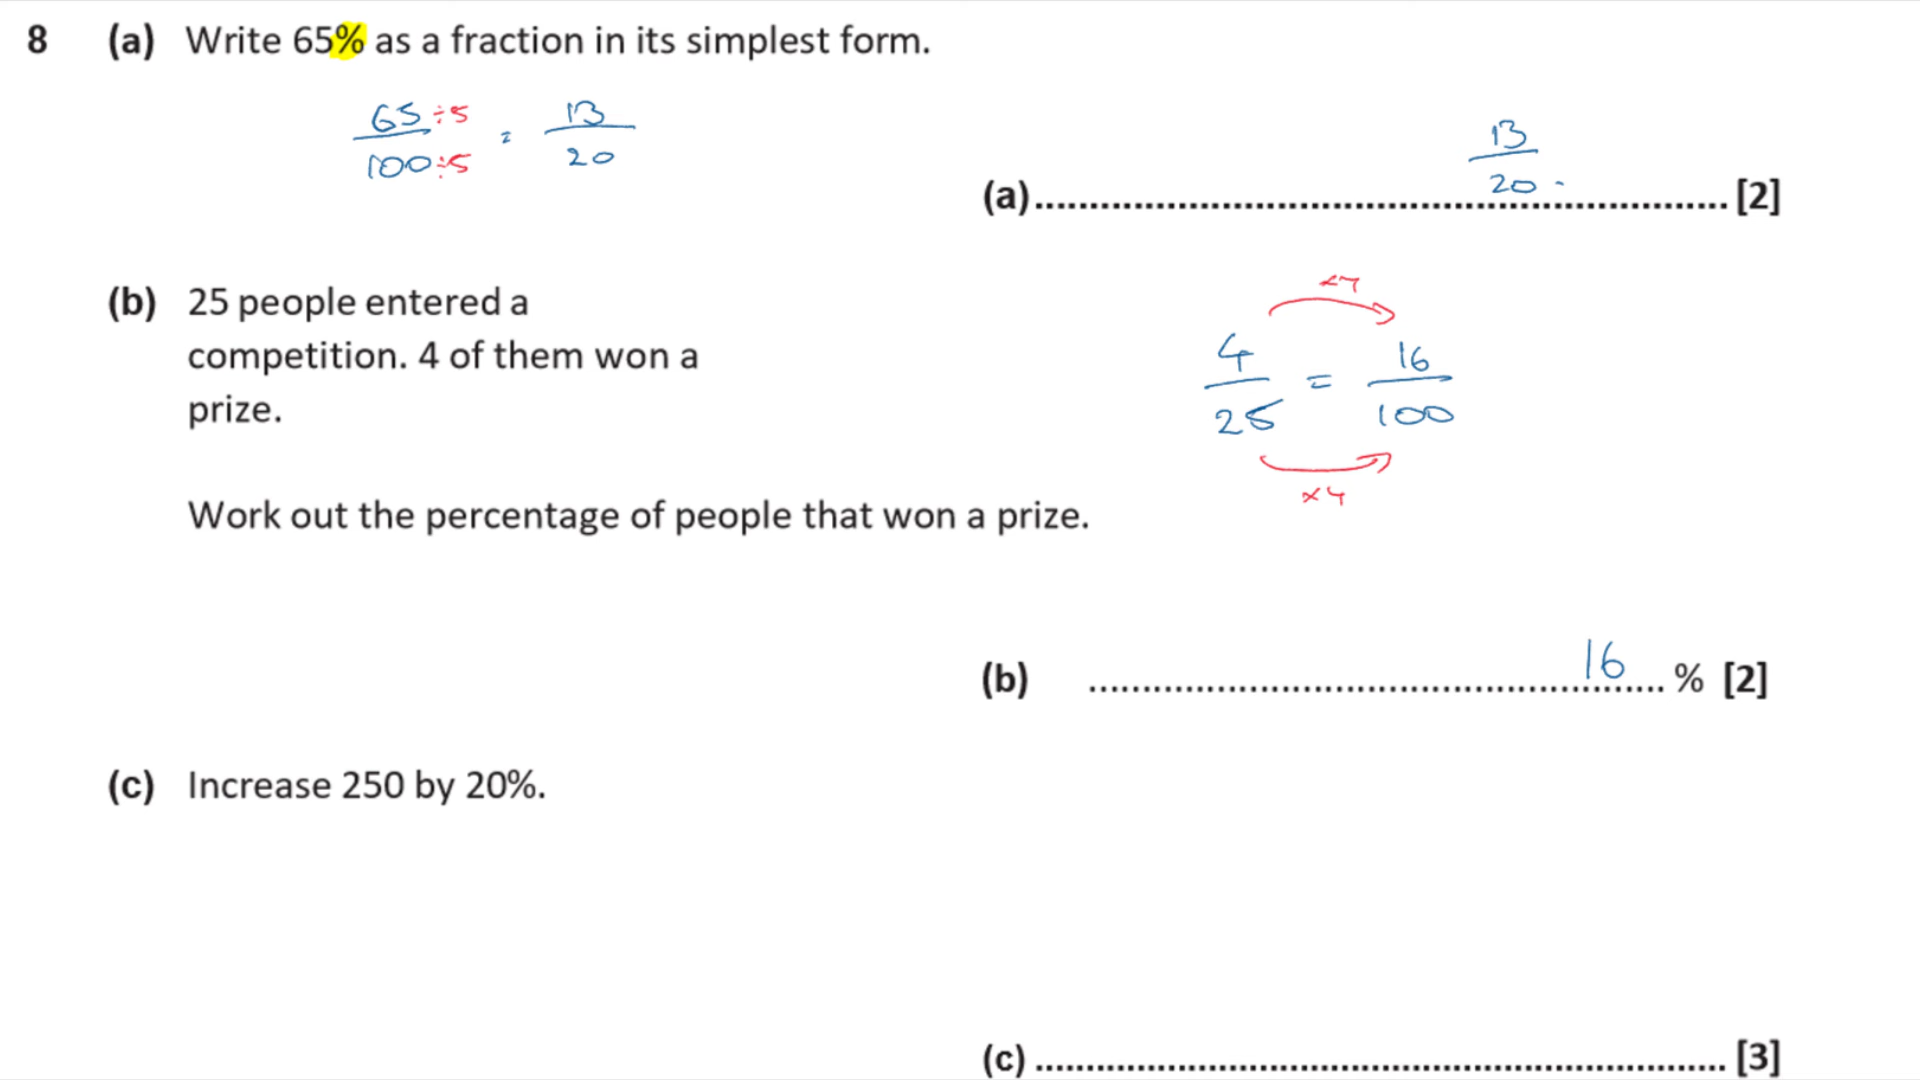 8 (a) Write 65% as a fraction in its simplest form.
65 ÷5 = 13
100 ÷5 20
13
20
(a)........................................ [2]
(b) 25 people entered a
competition. 4 of them won a
prize.
×4
4 = 16
25 100
×4
Work out the percentage of people that won a prize.
(b) ........................................ 16 % [2]
(c) Increase 250 by 20%.
(c) ........................................ [3]